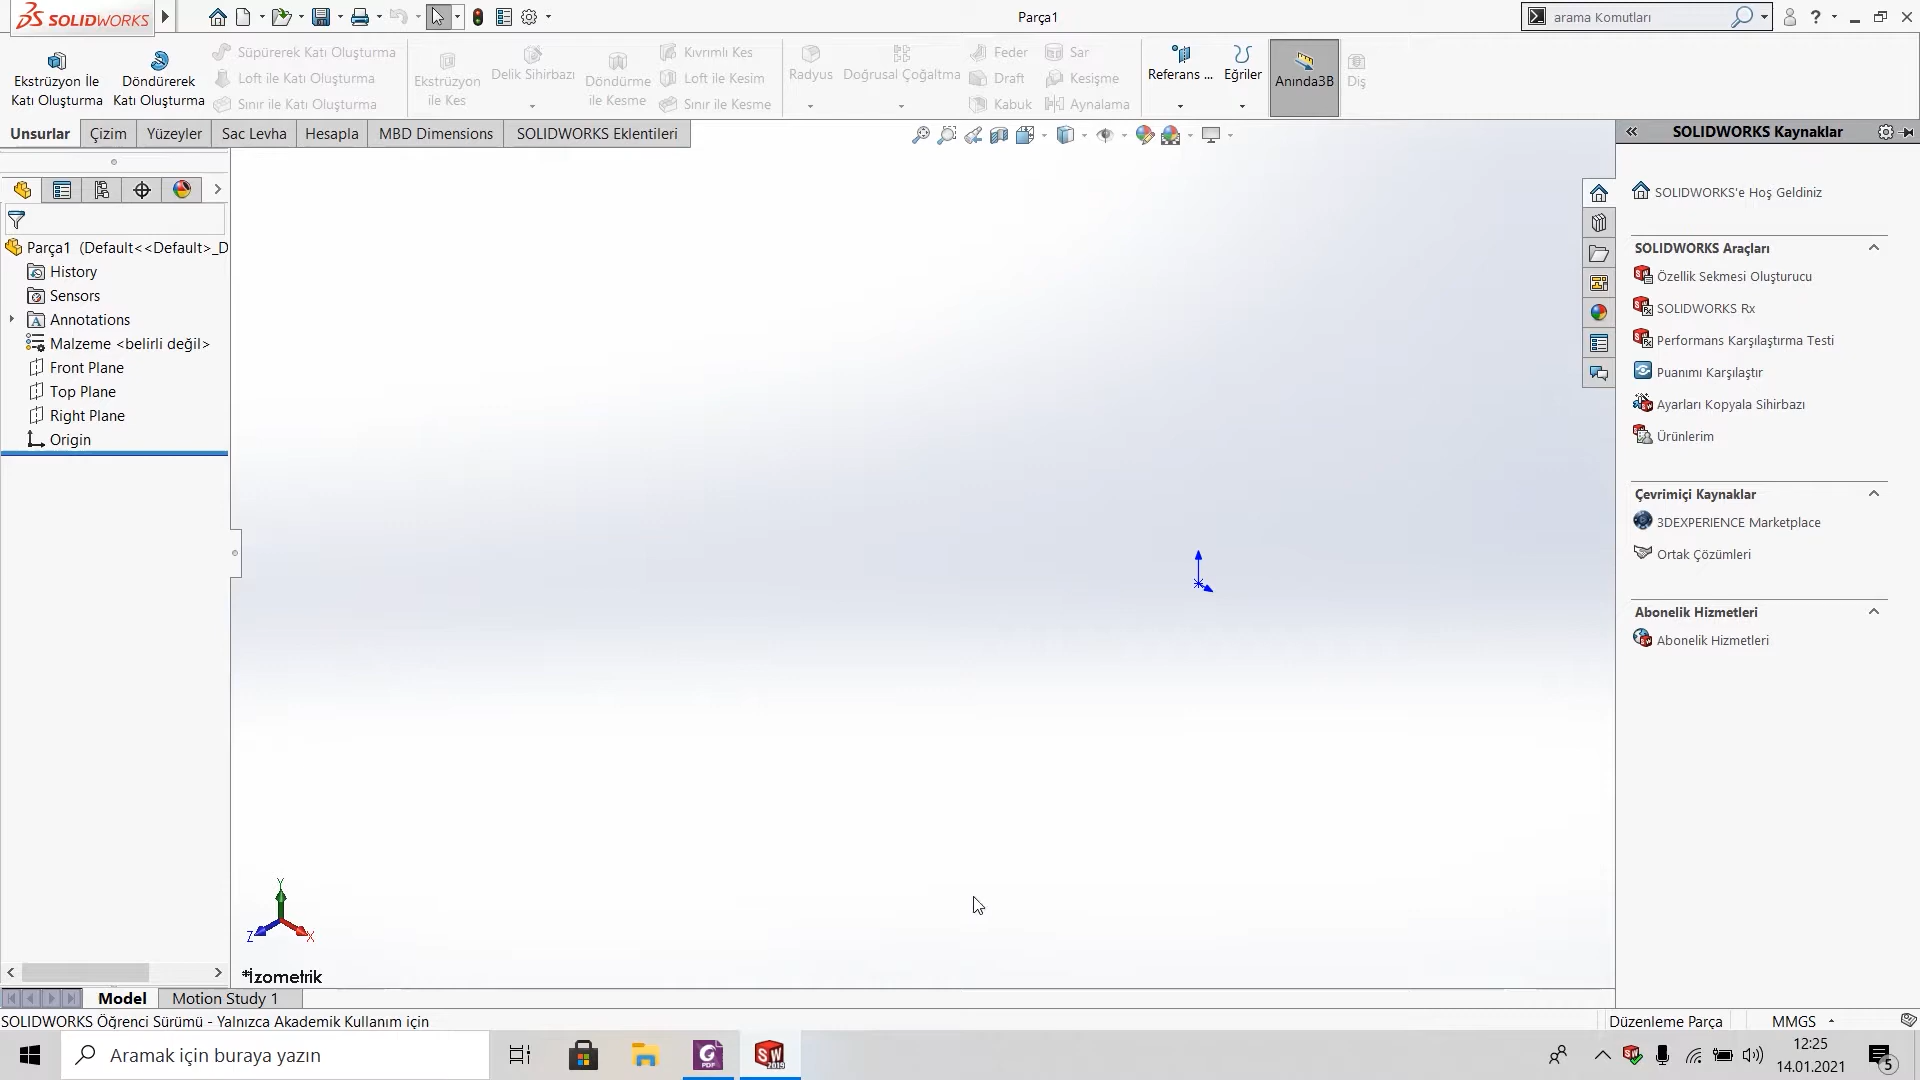 SOLIDWORKS
Parça1
arama Komutları
Ekstrüzyon İle
Katı Oluşturma
Döndürerek
Katı Oluşturma
Süpürerek Katı Oluşturma
Loft ile Katı Oluşturma
Sınır ile Katı Oluşturma
Ekstrüzyon
ile Kes
Delik Sihirbazı
Döndürme
ile Kesme
Kıvrımlı Kes
Loft ile Kesim
Sınır ile Kesme
Radyus
Doğrusal Çoğaltma
Feder
Draft
Kabuk
Sar
Kesişme
Aynalama
Referans ...
Eğriler
Anında3B
Diş
Unsurlar
Çizim
Yüzeyler
Sac Levha
Hesapla
MBD Dimensions
SOLIDWORKS Eklentileri
Parça1 (Default<<Default>_D
History
Sensors
Annotations
Malzeme <belirli değil>
Front Plane
Top Plane
Right Plane
Origin
SOLIDWORKS Kaynaklar
SOLIDWORKS'e Hoş Geldiniz
SOLIDWORKS Araçları
Özellik Sekmesi Oluşturucu
SOLIDWORKS Rx
Performans Karşılaştırma Testi
Puanımı Karşılaştır
Ayarları Kopyala Sihirbazı
Ürünlerim
Çevrimiçi Kaynaklar
3DEXPERIENCE Marketplace
Ortak Çözümleri
Abonelik Hizmetleri
Abonelik Hizmetleri
Y
Z
X
*İzometrik
Model
Motion Study 1
SOLIDWORKS Öğrenci Sürümü - Yalnızca Akademik Kullanım için
Düzenleme Parça
MMGS
Aramak için buraya yazın
PDF
SW
2019
12:25
14.01.2021
5